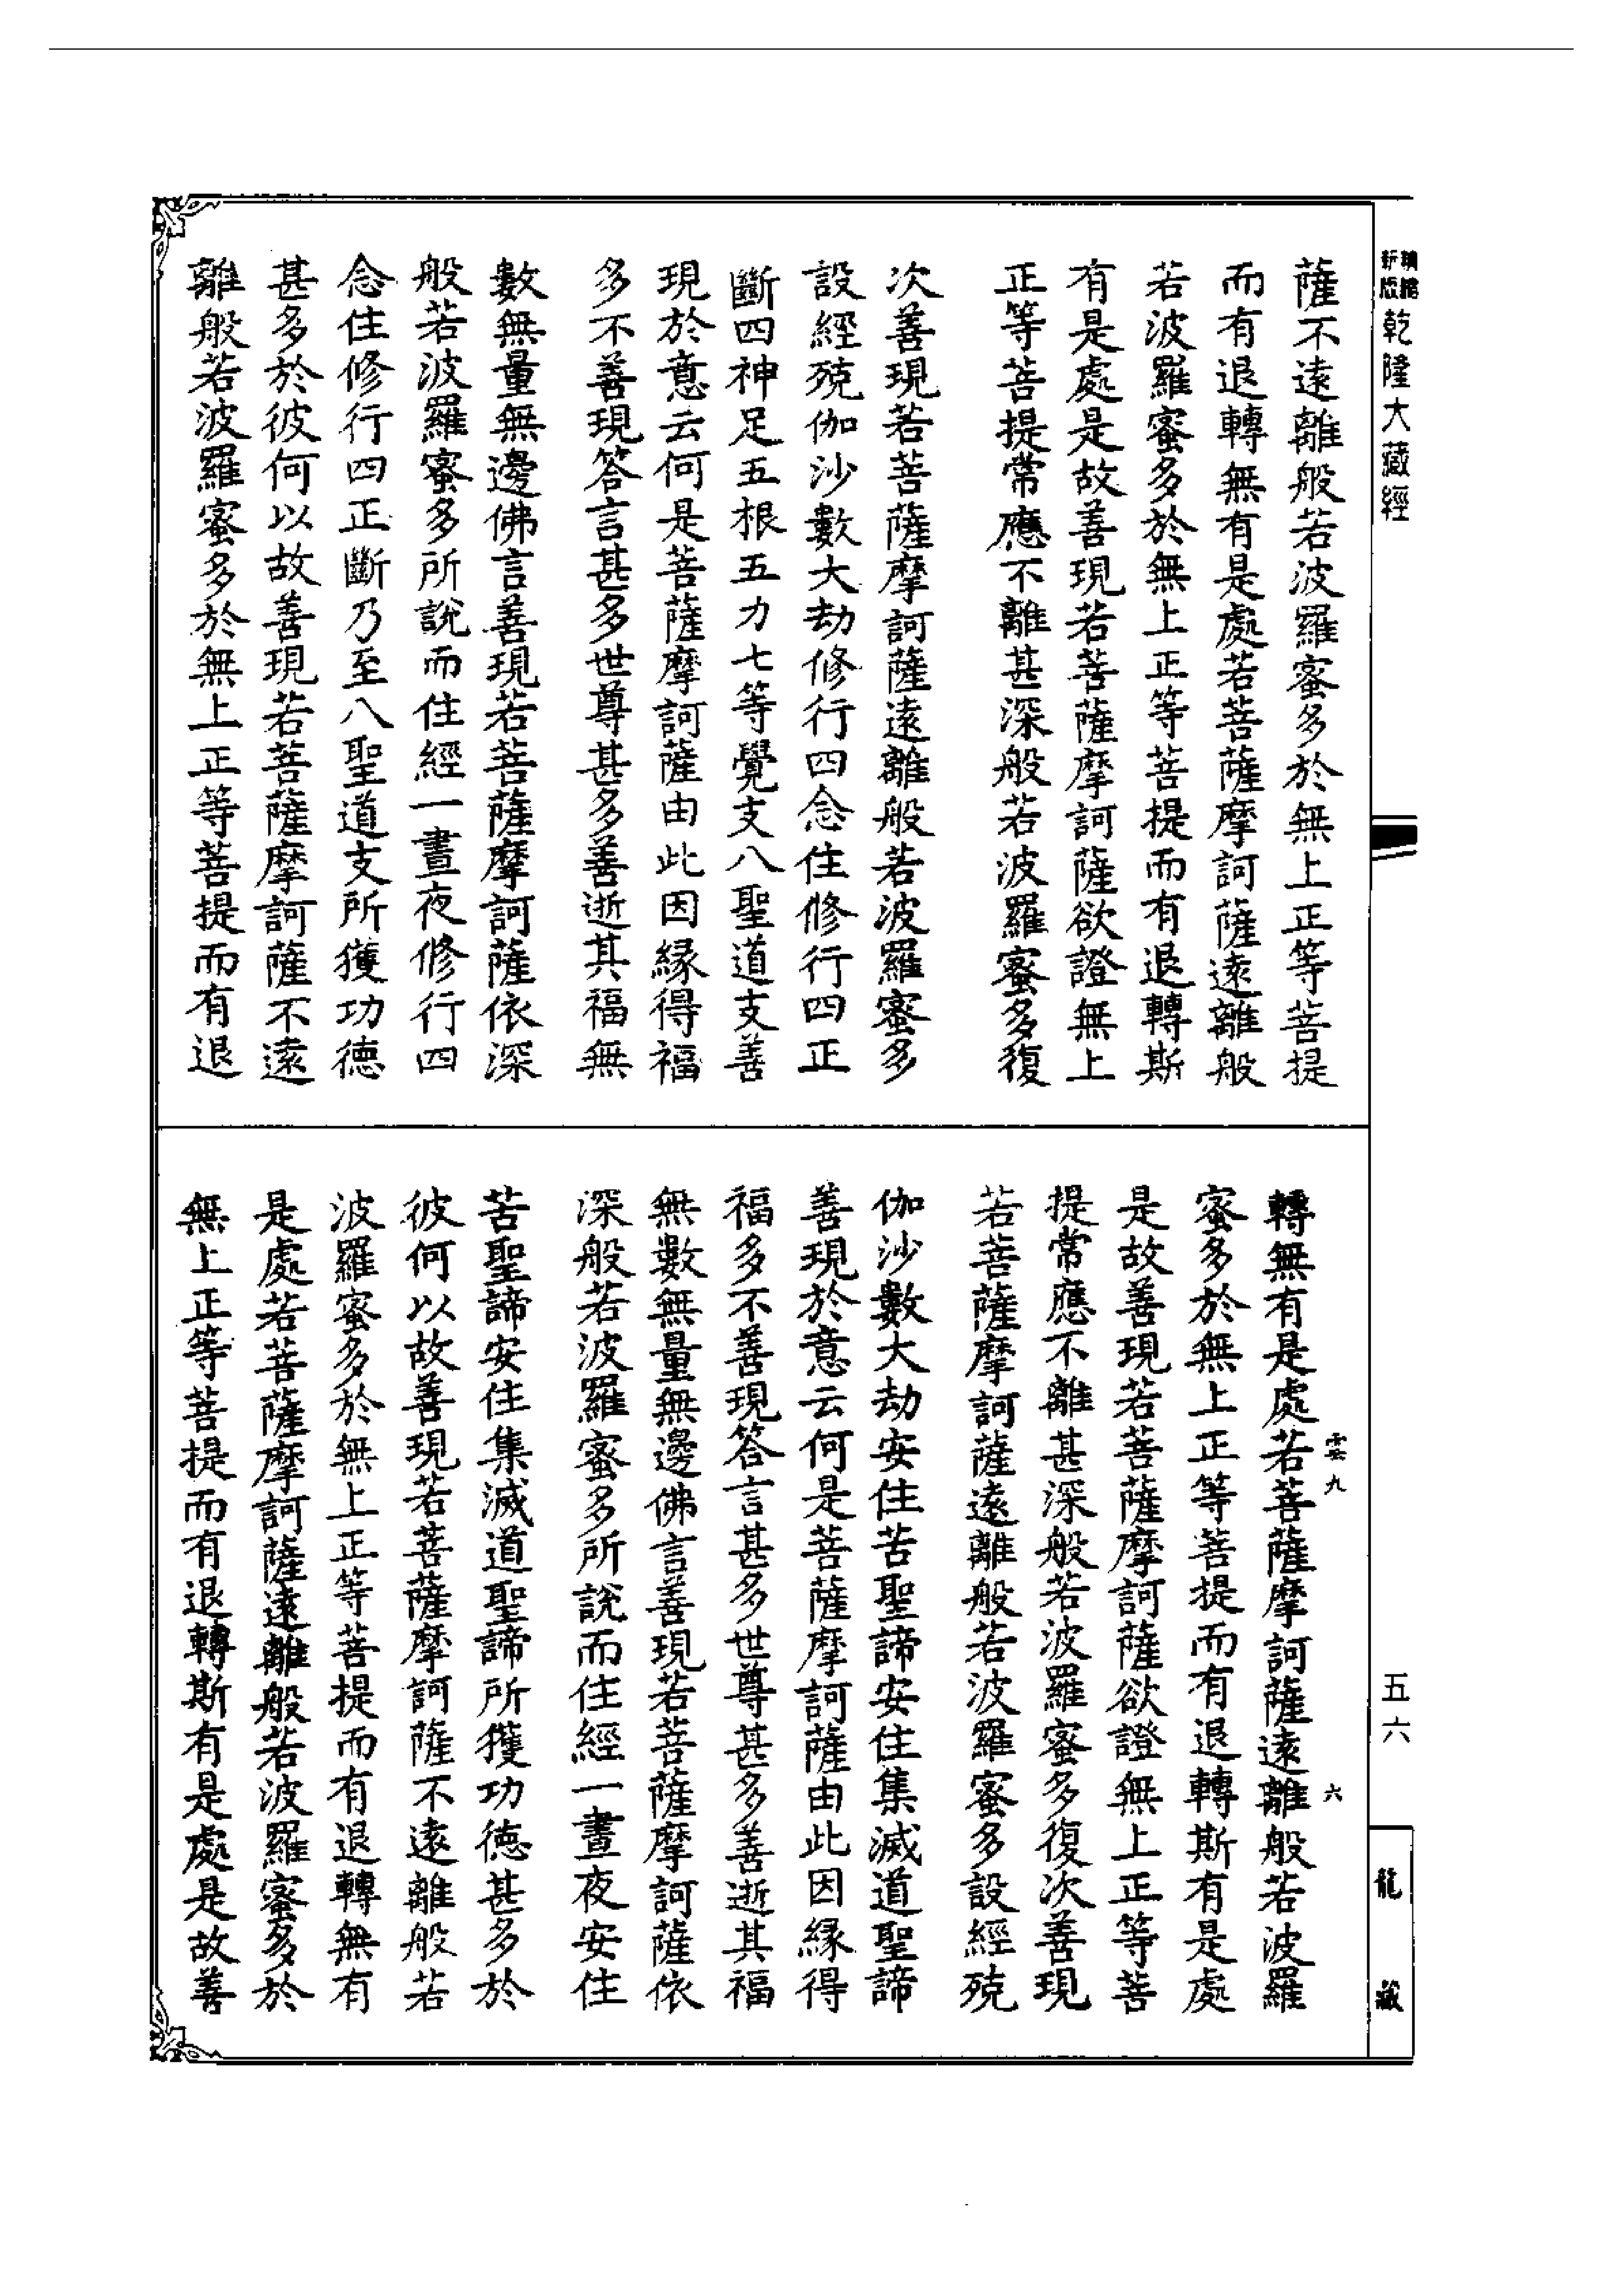 新版
精縮
乾隆大藏經
薩不遠離般若波羅蜜多於無上正等菩提
而有退轉無有是處若菩薩摩訶薩遠離般
若波羅蜜多於無上正等菩提而有退轉斯
有是處是故善現若菩薩摩訶薩欲證無上
正等菩提常應不離甚深般若波羅蜜多復
次善現若菩薩摩訶薩遠離般若波羅蜜多
設經殑伽沙數大劫修行四念住修行四正
斷四神足五根五力七等覺支八聖道支善
現於意云何是菩薩摩訶薩由此因緣得福
多不善現答言甚多世尊甚多善逝其福無
數無量無邊佛言善現若菩薩摩訶薩依深
般若波羅蜜多所說而住經一晝夜修行四
念住修行四正斷乃至八聖道支所獲功德
甚多於彼何以故善現若菩薩摩訶薩不遠
離般若波羅蜜多於無上正等菩提而有退
轉無有是處若菩薩摩訶薩遠離般若波羅
蜜多於無上正等菩提而有退轉斯有是處
是故善現若菩薩摩訶薩欲證無上正等菩
提常應不離甚深般若波羅蜜多復次善現
若菩薩摩訶薩遠離般若波羅蜜多設經殑
伽沙數大劫安住苦聖諦安住集滅道聖諦
善現於意云何是菩薩摩訶薩由此因緣得
福多不善現答言甚多世尊甚多善逝其福
無數無量無邊佛言善現若菩薩摩訶薩依
深般若波羅蜜多所說而住經一晝夜安住
苦聖諦安住集滅道聖諦所獲功德甚多於
彼何以故善現若菩薩摩訶薩不遠離般若
波羅蜜多於無上正等菩提而有退轉無有
是處若菩薩摩訶薩遠離般若波羅蜜多於
無上正等菩提而有退轉斯有是處是故善
雲九
六
五六
龍藏